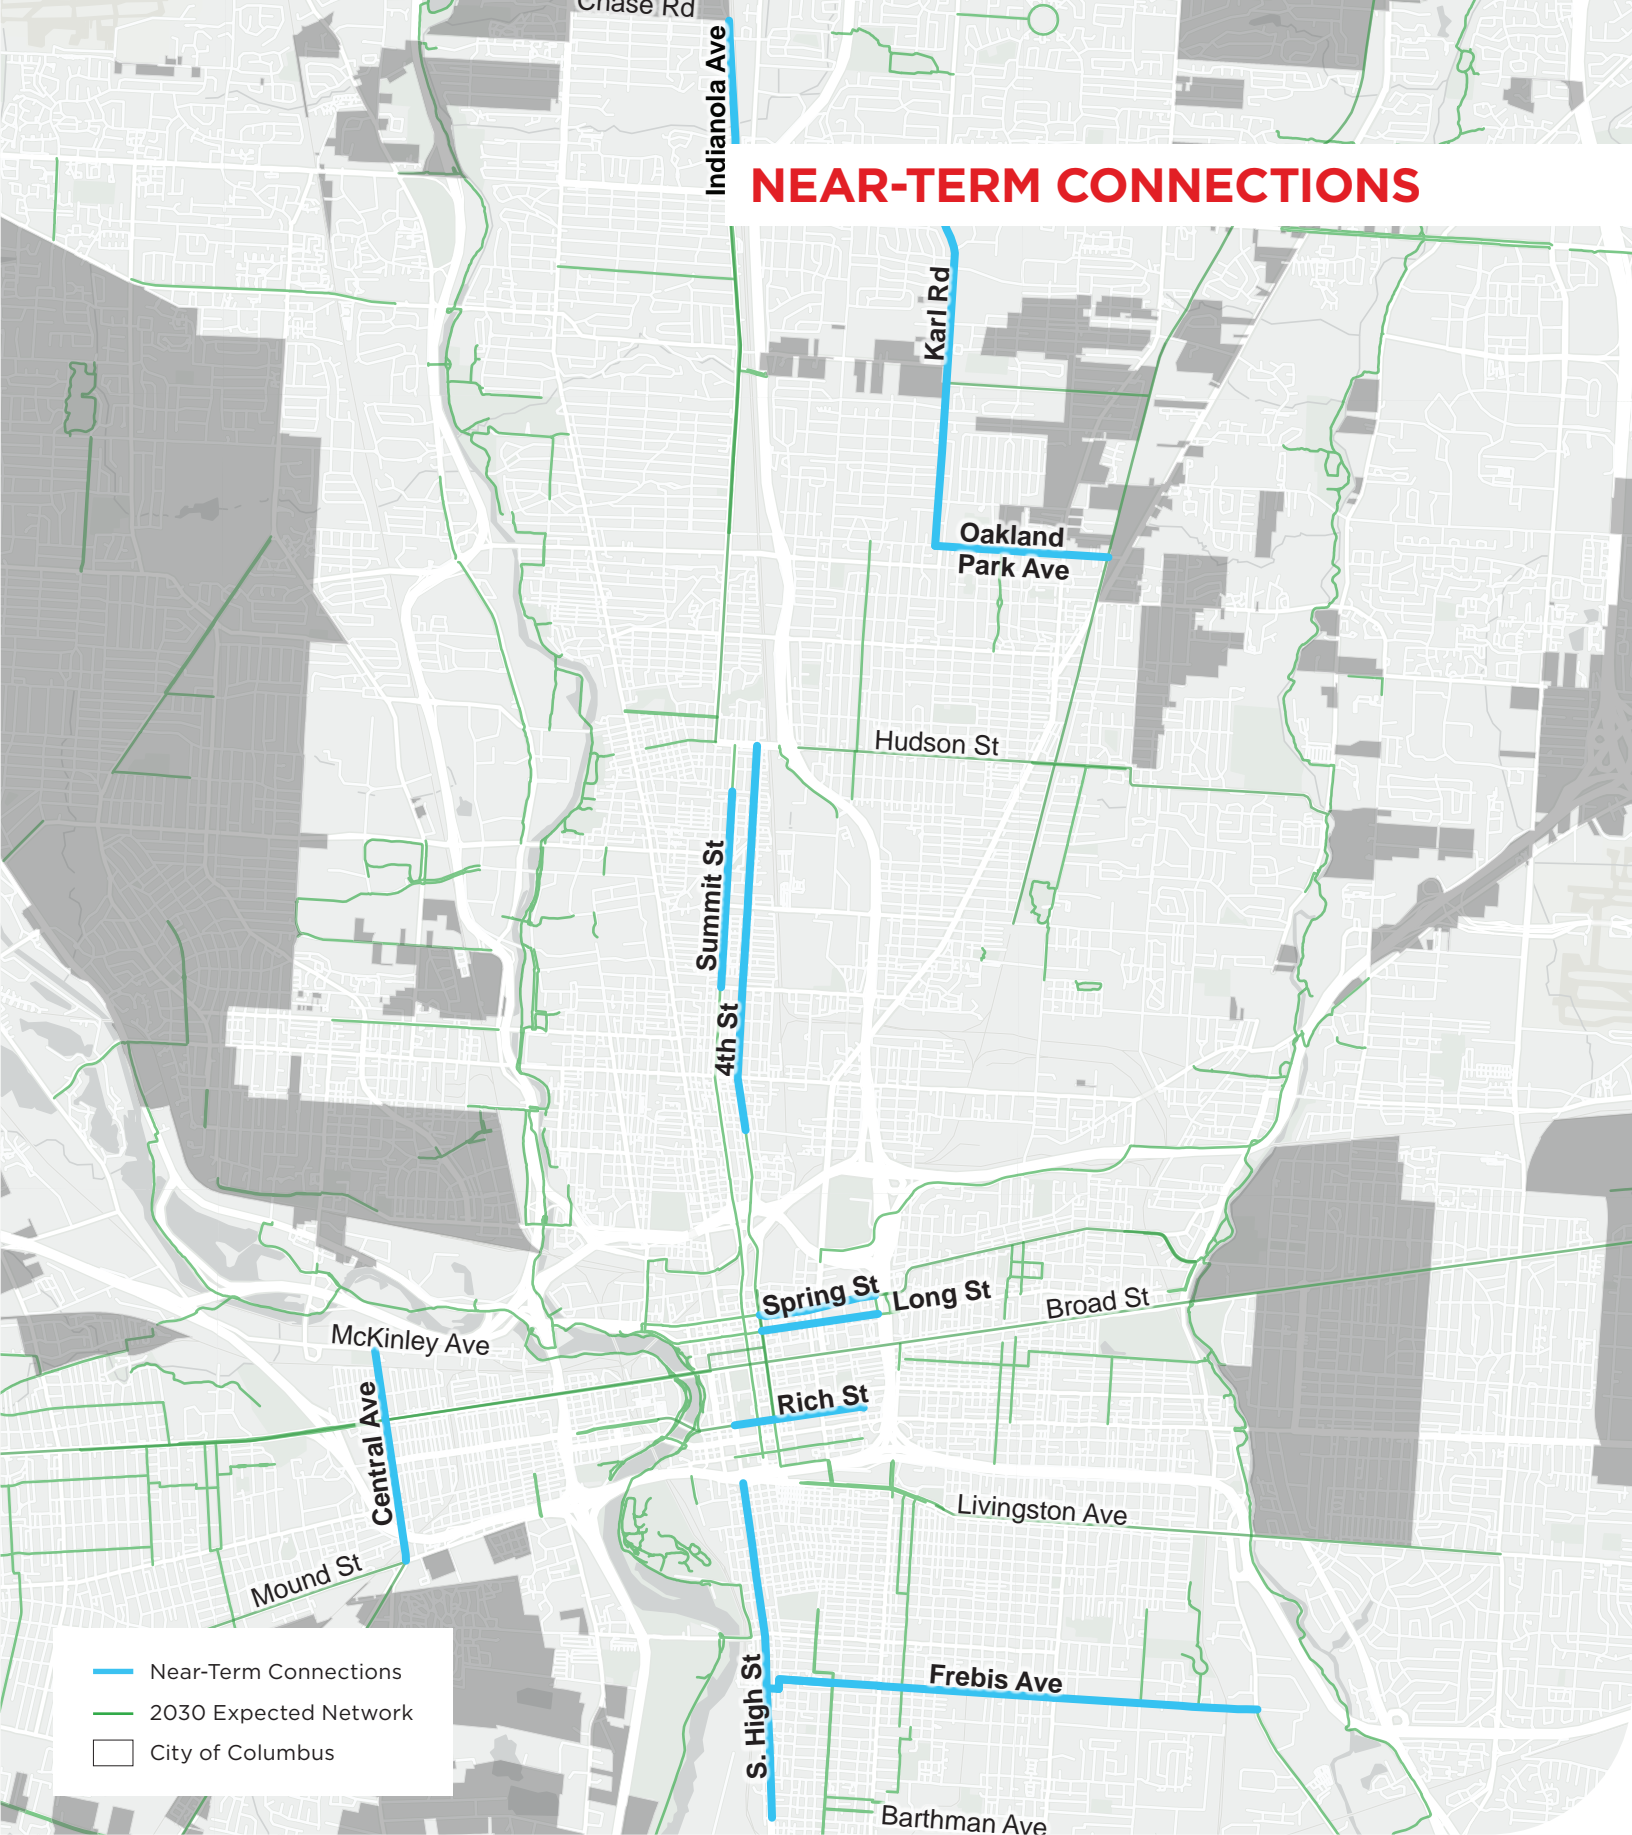 Chase Rd
Indianola Ave
NEAR-TERM CONNECTIONS
Karl Rd
Oakland
Park Ave
Hudson St
Summit St
4th St
Spring St
Long St
Broad St
McKinley Ave
Rich St
Central Ave
Livingston Ave
Mound St
Frebis Ave
S. High St
Near-Term Connections
2030 Expected Network
City of Columbus
Barthman Ave